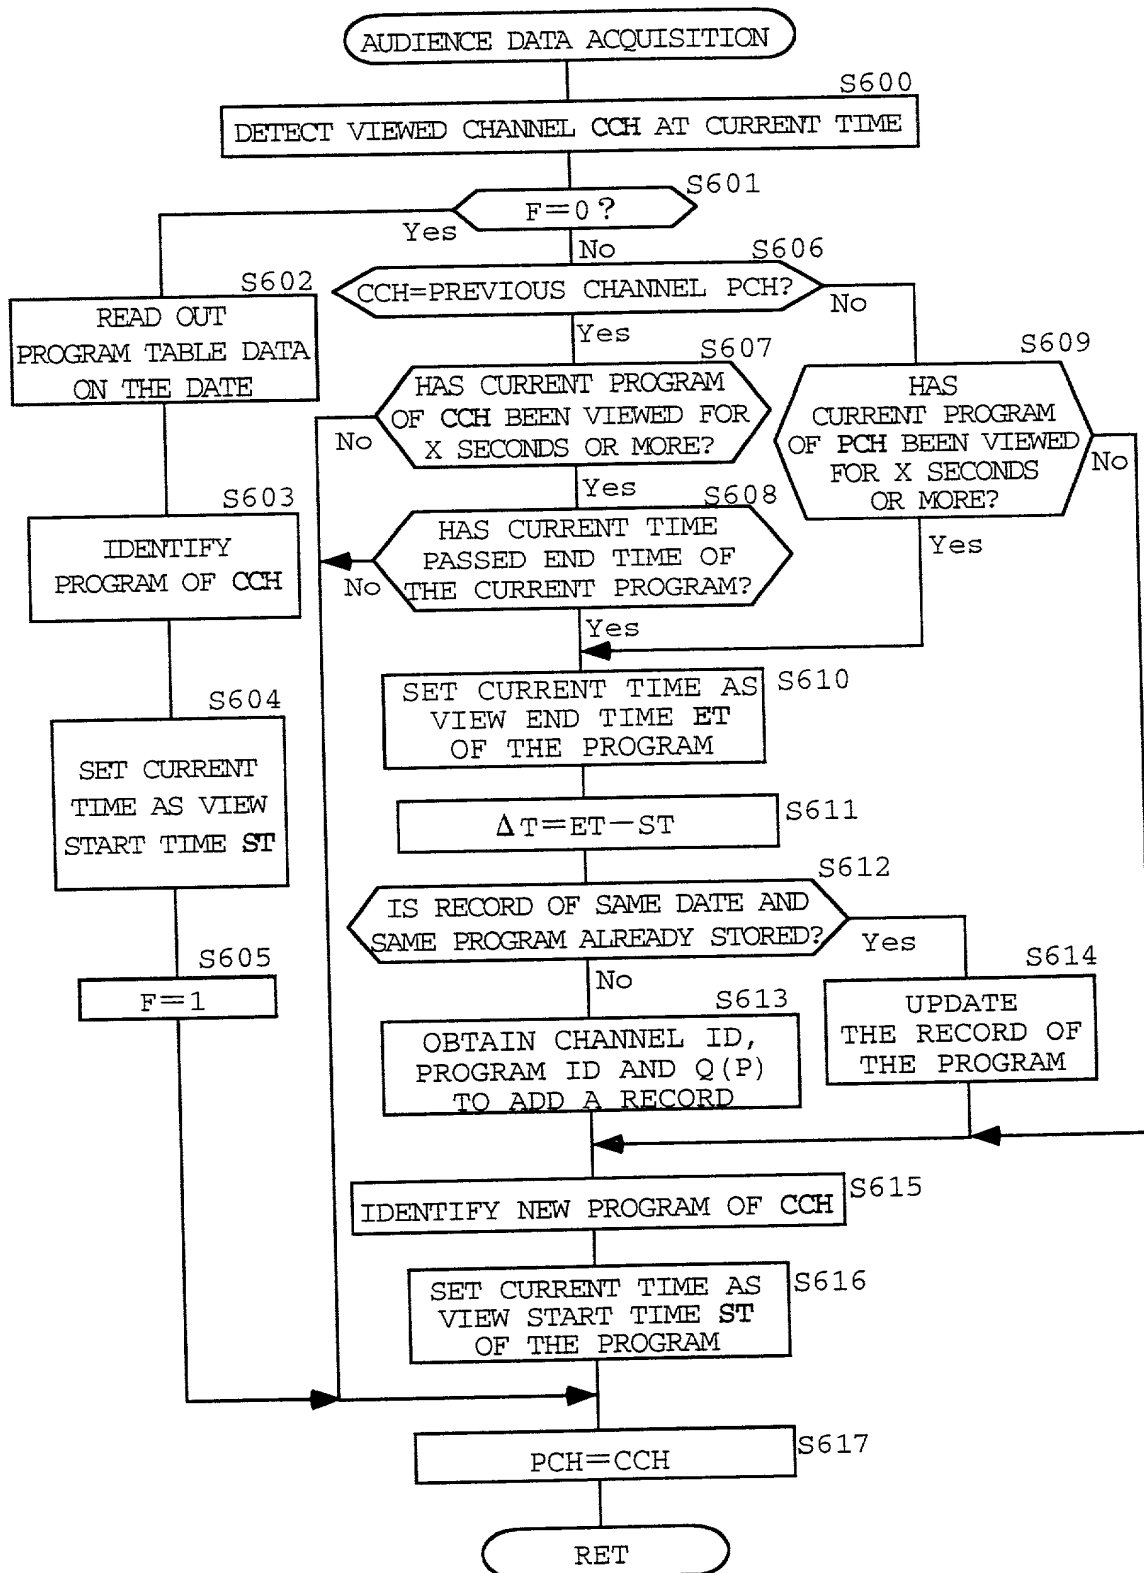 AUDIENCE DATA ACQUISITION
S600
DETECT VIEWED CHANNEL CCH AT CURRENT TIME
S601
F=0?
Yes
No
S602
READ OUT
PROGRAM TABLE DATA
ON THE DATE
S603
IDENTIFY
PROGRAM OF CCH
S604
SET CURRENT
TIME AS VIEW
START TIME ST
S605
F=1
S606
CCH=PREVIOUS CHANNEL PCH?
No
Yes
S607
HAS CURRENT PROGRAM
OF CCH BEEN VIEWED FOR
X SECONDS OR MORE?
No
Yes
S608
HAS CURRENT TIME
PASSED END TIME OF
THE CURRENT PROGRAM?
No
Yes
S609
HAS
CURRENT PROGRAM
OF PCH BEEN VIEWED
FOR X SECONDS
OR MORE?
No
Yes
S610
SET CURRENT TIME AS
VIEW END TIME ET
OF THE PROGRAM
S611
ΔT=ET−ST
S612
IS RECORD OF SAME DATE AND
SAME PROGRAM ALREADY STORED?
Yes
No
S613
OBTAIN CHANNEL ID,
PROGRAM ID AND Q(P)
TO ADD A RECORD
S614
UPDATE
THE RECORD OF
THE PROGRAM
S615
IDENTIFY NEW PROGRAM OF CCH
S616
SET CURRENT TIME AS
VIEW START TIME ST
OF THE PROGRAM
S617
PCH=CCH
RET